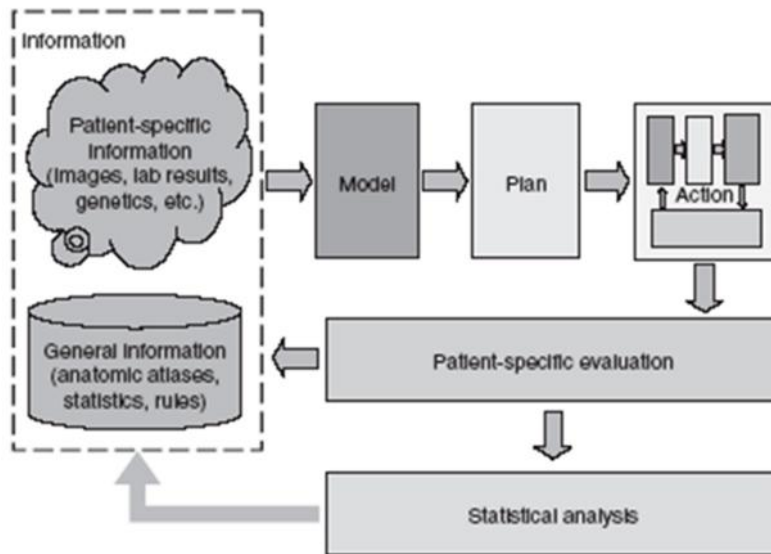 Information
Patient-specific
Information
(images, lab results,
genetics, etc.)
Model
Plan
Action
General information
(anatomic atlases,
statistics, rules)
Patient-specific evaluation
Statistical analysis